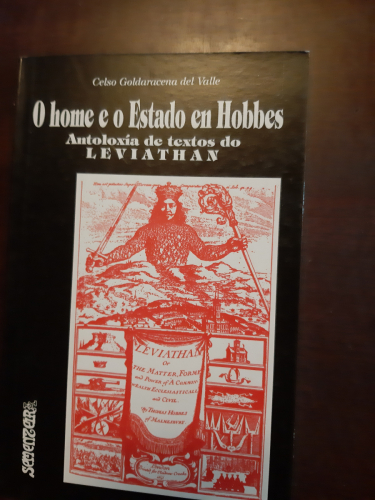 Celso Goldaracena del Valle
O home e o Estado en Hobbes
Antoloxía de textos do
LEVIATHAN
LEVIATHAN
Or
THE MATTER, FORME
and POWER of A COMMON
WEALTH ECCLESIASTICALL
and CIVIL.
By THOMAS HOBBES
of MALMESBURY